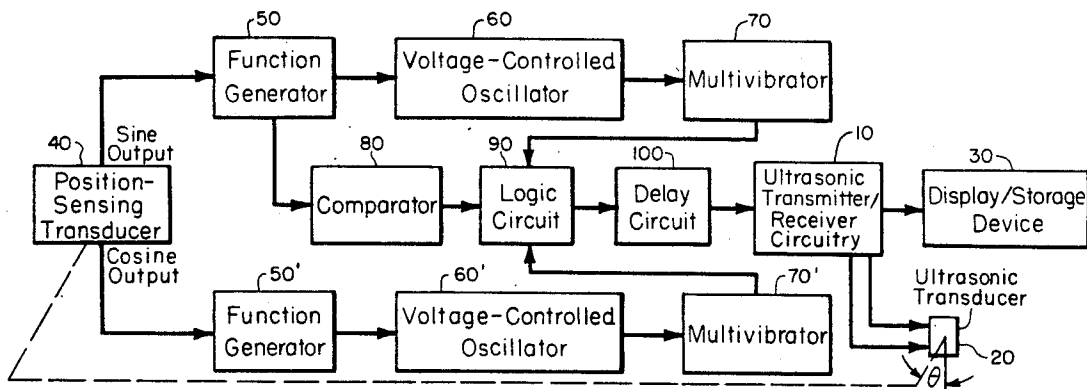 50
60
70
Function
Generator
Voltage-Controlled
Oscillator
Multivibrator
Sine
Output
40
Position-
Sensing
Transducer
Cosine
Output
80
Comparator
90
Logic
Circuit
100
Delay
Circuit
10
Ultrasonic
Transmitter/
Receiver
Circuitry
30
Display/Storage
Device
50'
Function
Generator
60'
Voltage-Controlled
Oscillator
70'
Multivibrator
Ultrasonic
Transducer
20
θ